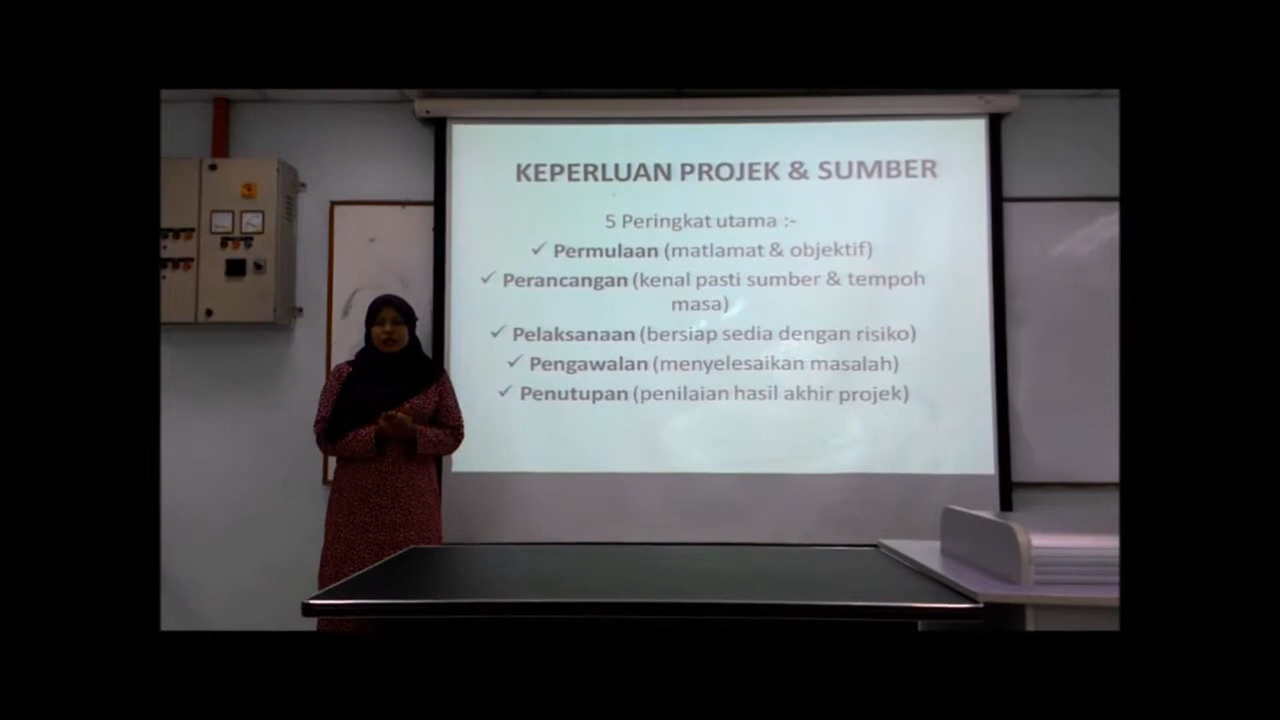 KEPERLUAN PROJEK & SUMBER
5 Peringkat utama :-
✓ Permulaan (matlamat & objektif)
✓ Perancangan (kenal pasti sumber & tempoh
masa)
✓ Pelaksanaan (bersiap sedia dengan risiko)
✓ Pengawalan (menyelesaikan masalah)
✓ Penutupan (penilaian hasil akhir projek)